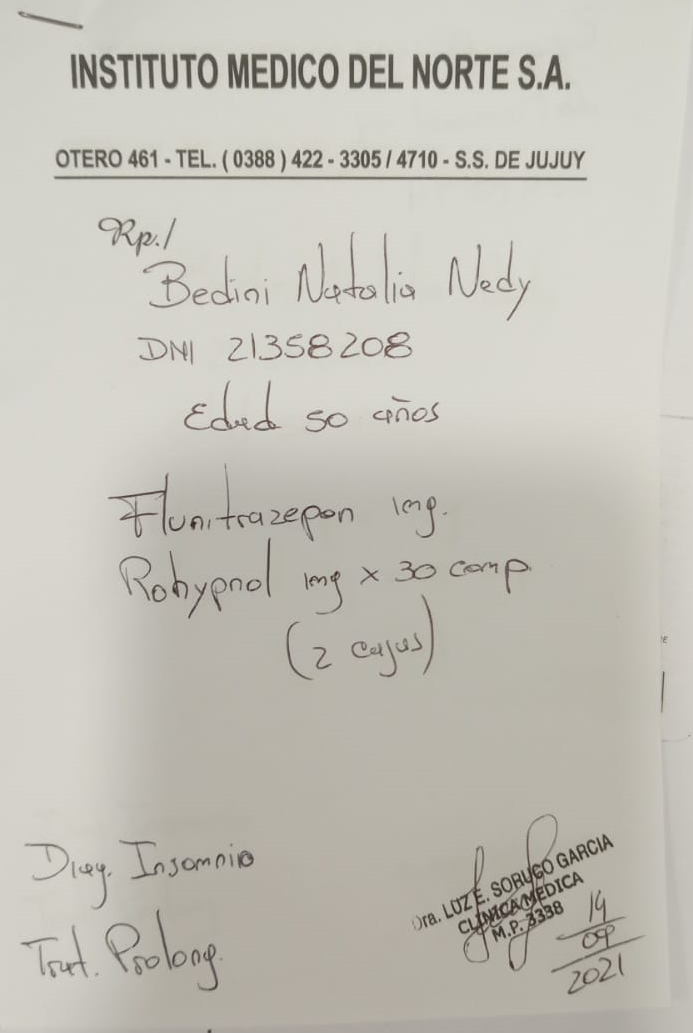 INSTITUTO MEDICO DEL NORTE S.A.
OTERO 461 - TEL. ( 0388 ) 422 - 3305 / 4710 - S.S. DE JUJUY
Rp./
Bedini Natalia Nedy
DNI 21358208
Edad 50 años
Flunitrazepan 1mg.
Rohypnol 1mg x 30 comp.
(2 cajas)
Diag. Insomnio
Trat. Prolong.
Dra. LUZ E. SORUCO GARCIA
CLINICA MEDICA
M.P. 3338
14
09
2021